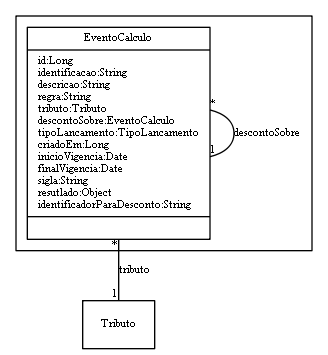 EventoCalculo
id:Long
identificacao:String
descricao:String
regra:String
tributo:Tributo
descontoSobre:EventoCalculo
tipoLancamento:TipoLancamento
criadoEm:Long
inicioVigencia:Date
finalVigencia:Date
sigla:String
resutlado:Object
identificadorParaDesconto:String
*
descontoSobre
1
*
tributo
1
Tributo